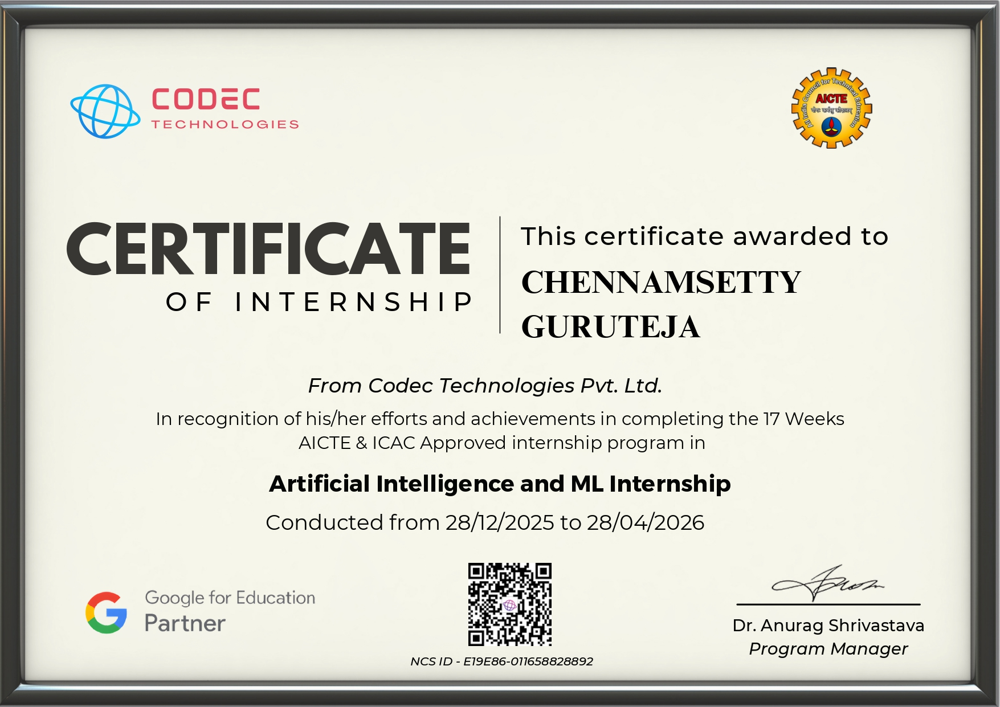 CODEC
TECHNOLOGIES
All India Council for Technical Education
AICTE
योगः कर्मसु कौशलम्
CERTIFICATE
OF INTERNSHIP
This certificate awarded to
CHENNAMSETTY
GURUTEJA
From Codec Technologies Pvt. Ltd.
In recognition of his/her efforts and achievements in completing the 17 Weeks
AICTE & ICAC Approved internship program in
Artificial Intelligence and ML Internship
Conducted from 28/12/2025 to 28/04/2026
Google for Education
Partner
NCS ID - E19E86-011658828892
Dr. Anurag Shrivastava
Program Manager